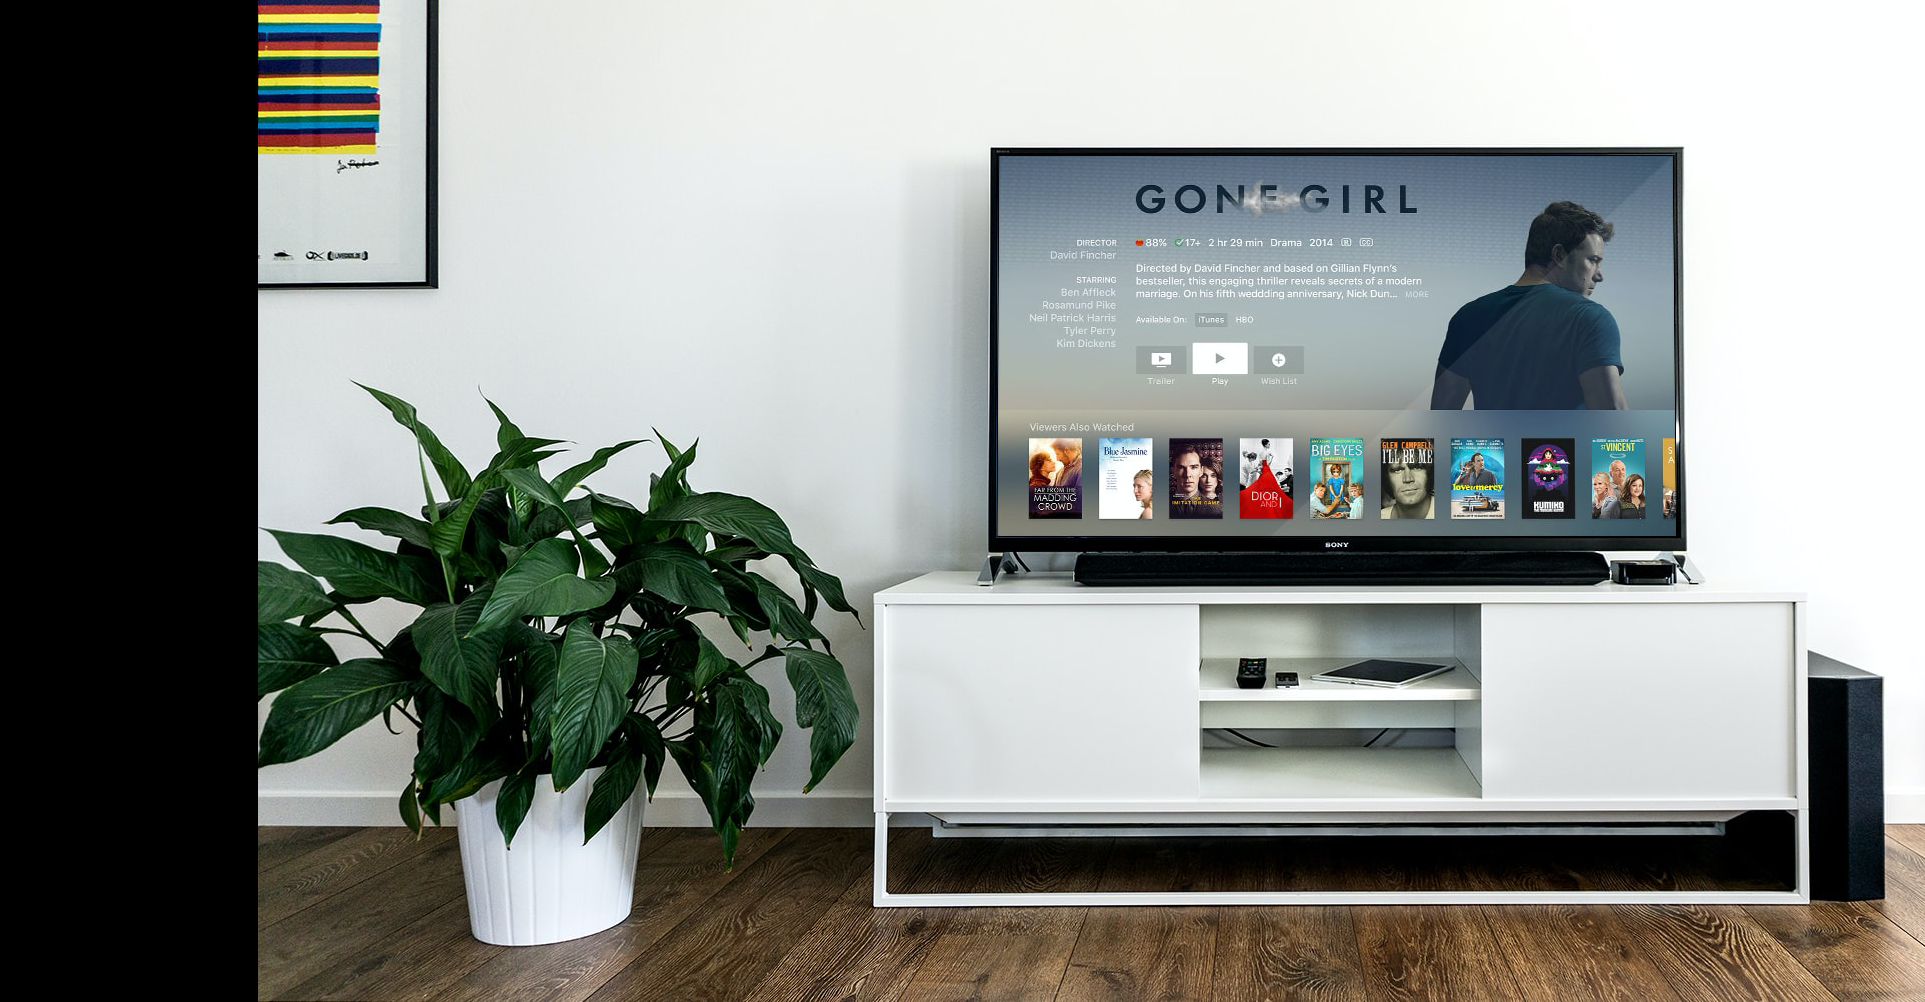 GONE GIRL
DIRECTOR
David Fincher
STARRING
Ben Affleck
Rosamund Pike
Neil Patrick Harris
Tyler Perry
Kim Dickens
88% 17+ 2 hr 29 min Drama 2014 R CC
Directed by David Fincher and based on Gillian Flynn's
bestseller, this engaging thriller reveals secrets of a modern
marriage. On his fifth weddding anniversary, Nick Dun... MORE
Available On: iTunes HBO
Trailer
Play
Wish List
Viewers Also Watched
FAR FROM THE
MADDING
CROWD
Blue Jasmine
THE
IMITATION GAME
DIOR
AND I
BIG EYES
GLEN CAMPBELL
I'LL BE ME
love&mercy
KUMIKO
ST. VINCENT
S
A
SONY